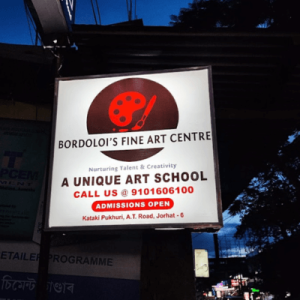 BORDOLOI'S FINE ART CENTRE
Nurturing Talent & Creativity
A UNIQUE ART SCHOOL
CALL US @ 9101606100
ADMISSIONS OPEN
Kataki Pukhuri, A.T. Road, Jorhat - 6
PROGRAMME